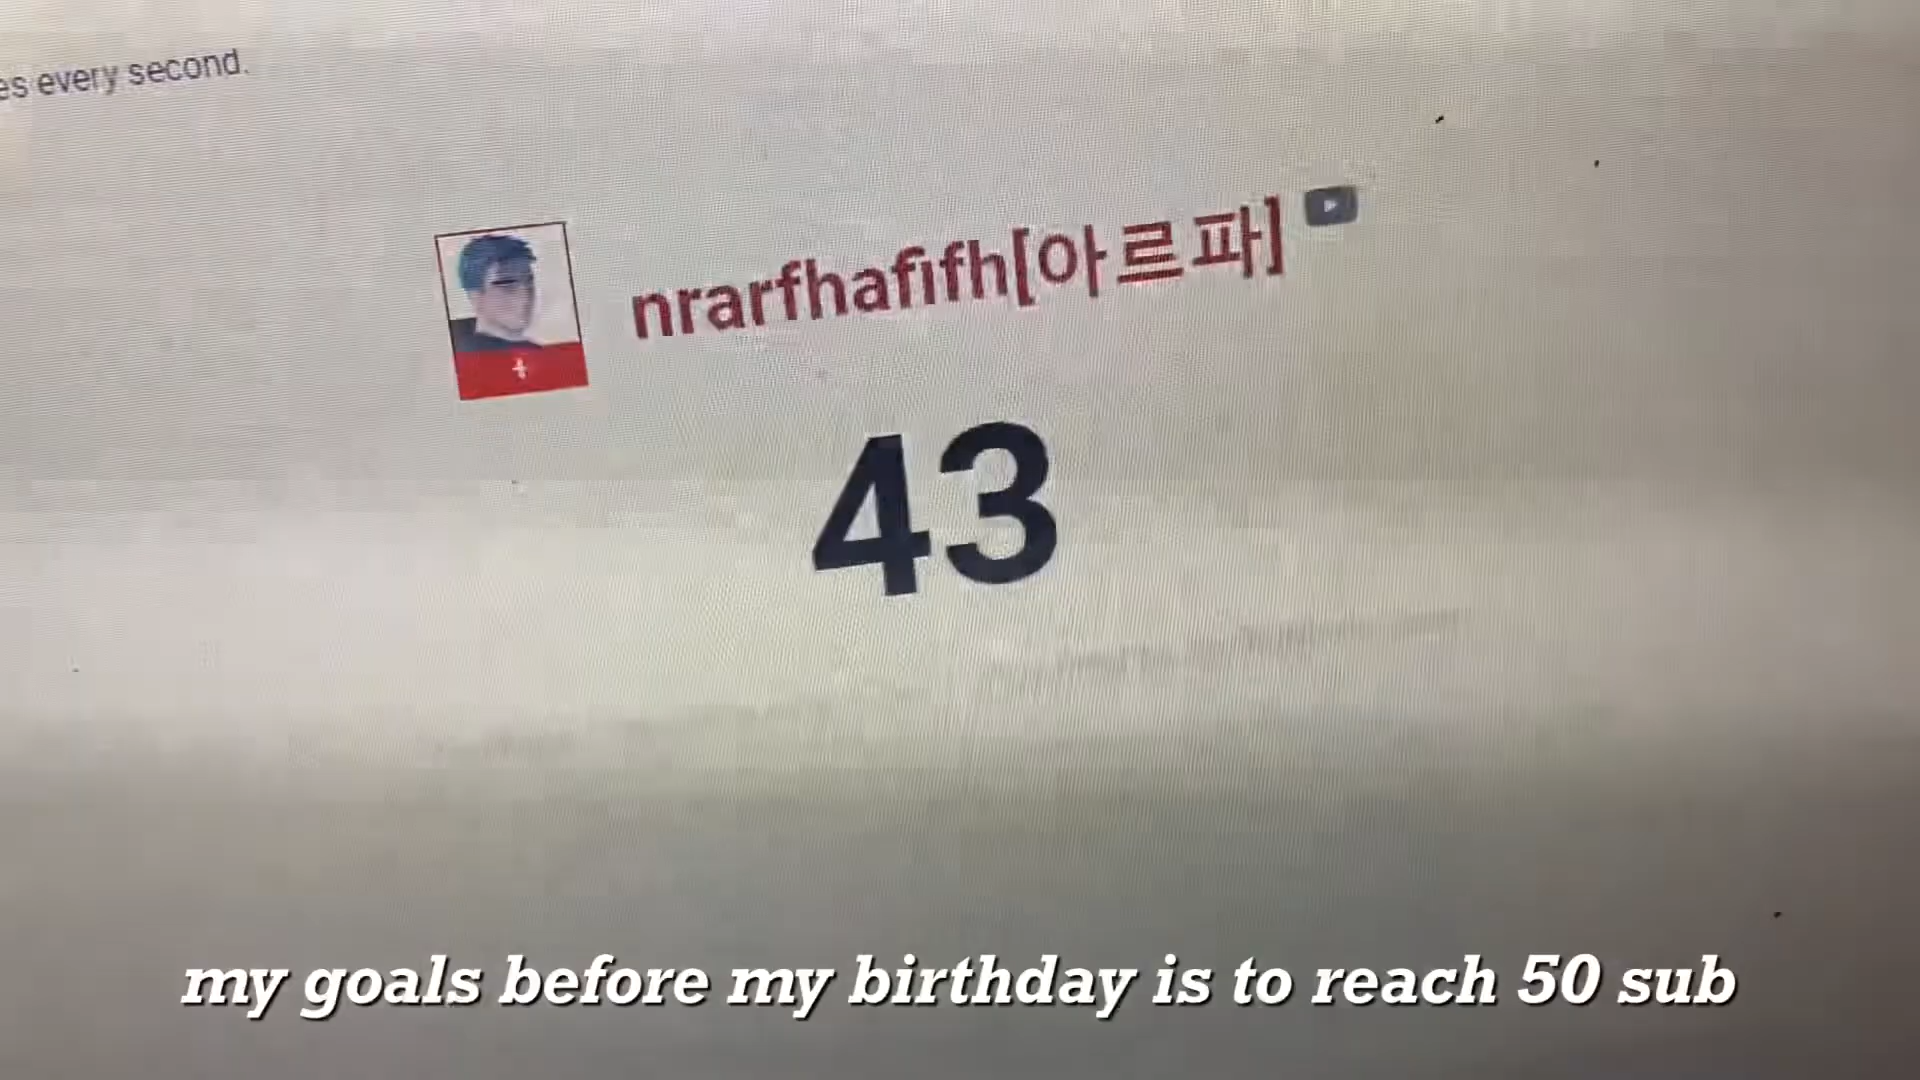 es every second.
nrarfhafifh[아르파]
43
my goals before my birthday is to reach 50 sub